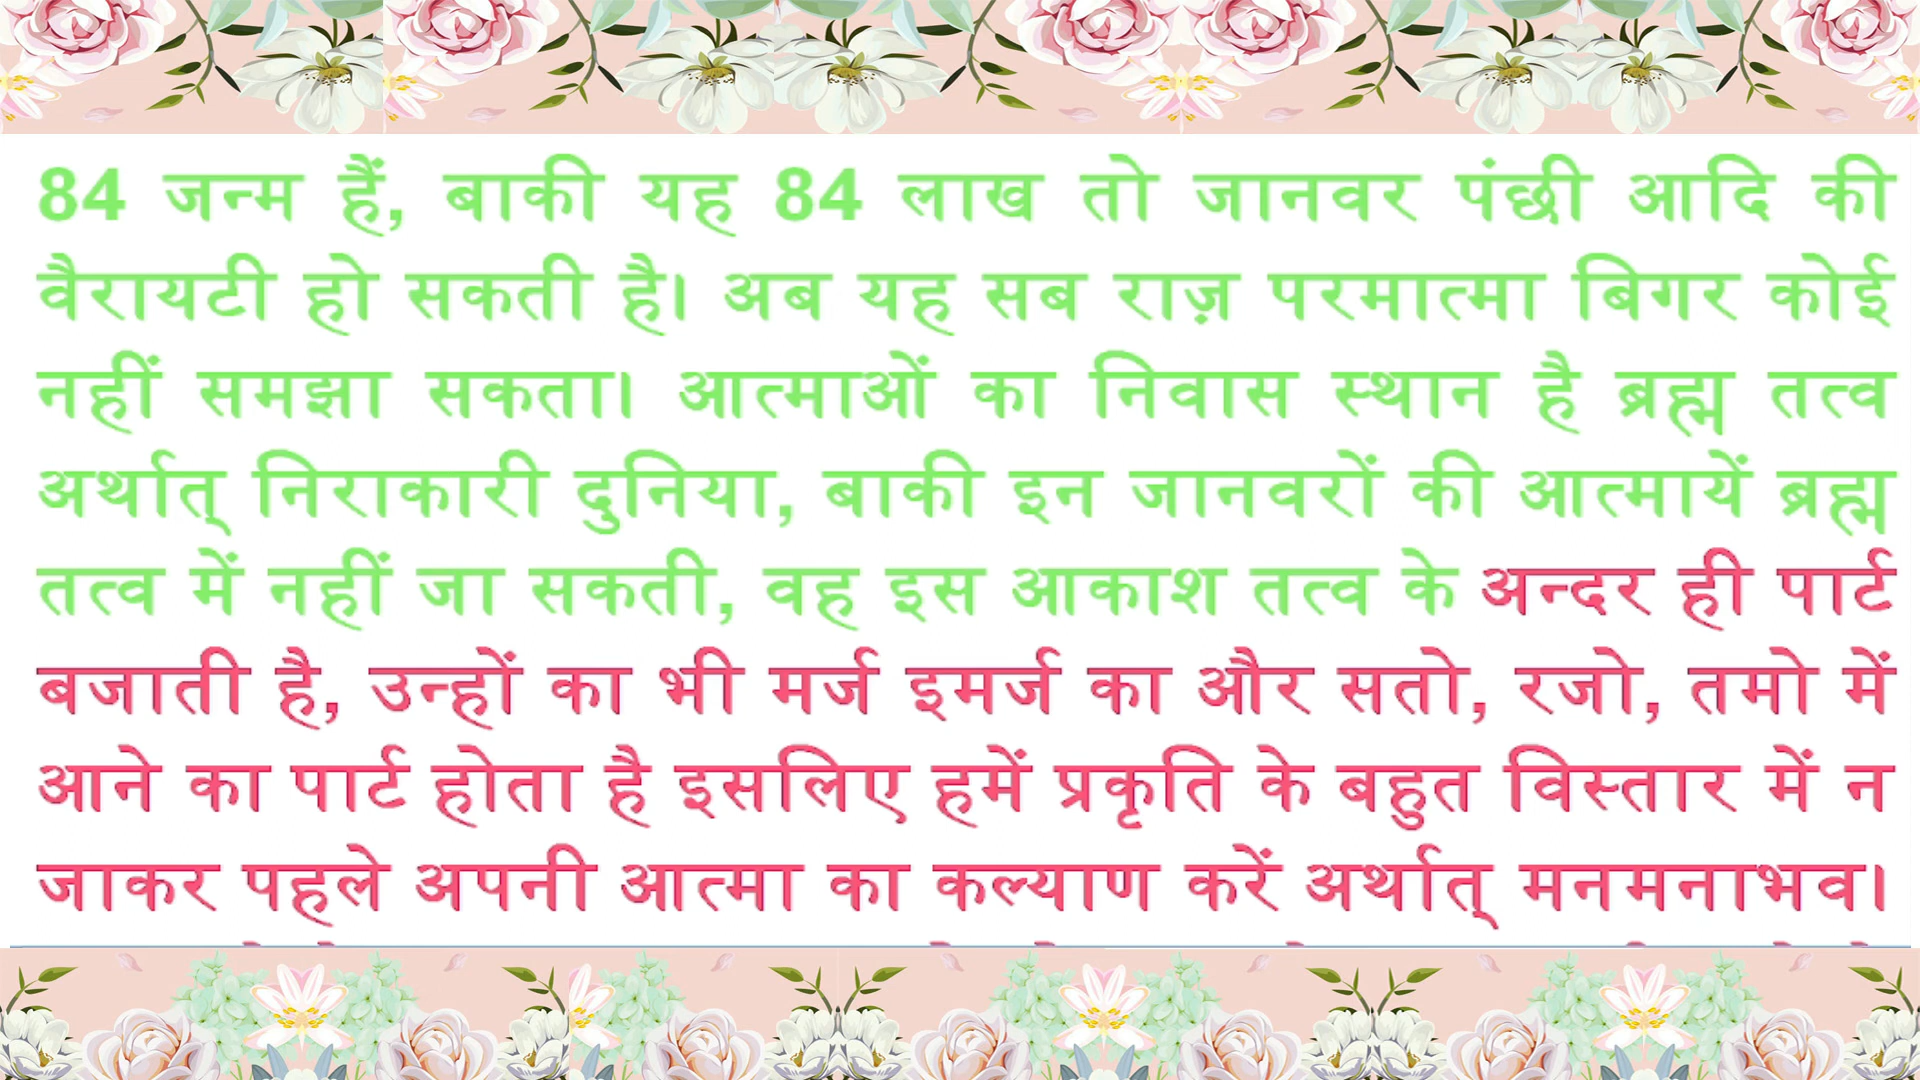 84 जन्म हैं, बाकी यह 84 लाख तो जानवर पंछी आदि की
वैरायटी हो सकती है। अब यह सब राज़ परमात्मा बिगर कोई
नहीं समझा सकता। आत्माओं का निवास स्थान है ब्रह्म तत्व
अर्थात् निराकारी दुनिया, बाकी इन जानवरों की आत्मायें ब्रह्म
तत्व में नहीं जा सकती, वह इस आकाश तत्व के अन्दर ही पार्ट
बजाती है, उन्हों का भी मर्ज इमर्ज का और सतो, रजो, तमो में
आने का पार्ट होता है इसलिए हमें प्रकृति के बहुत विस्तार में न
जाकर पहले अपनी आत्मा का कल्याण करें अर्थात् मनमनाभव।